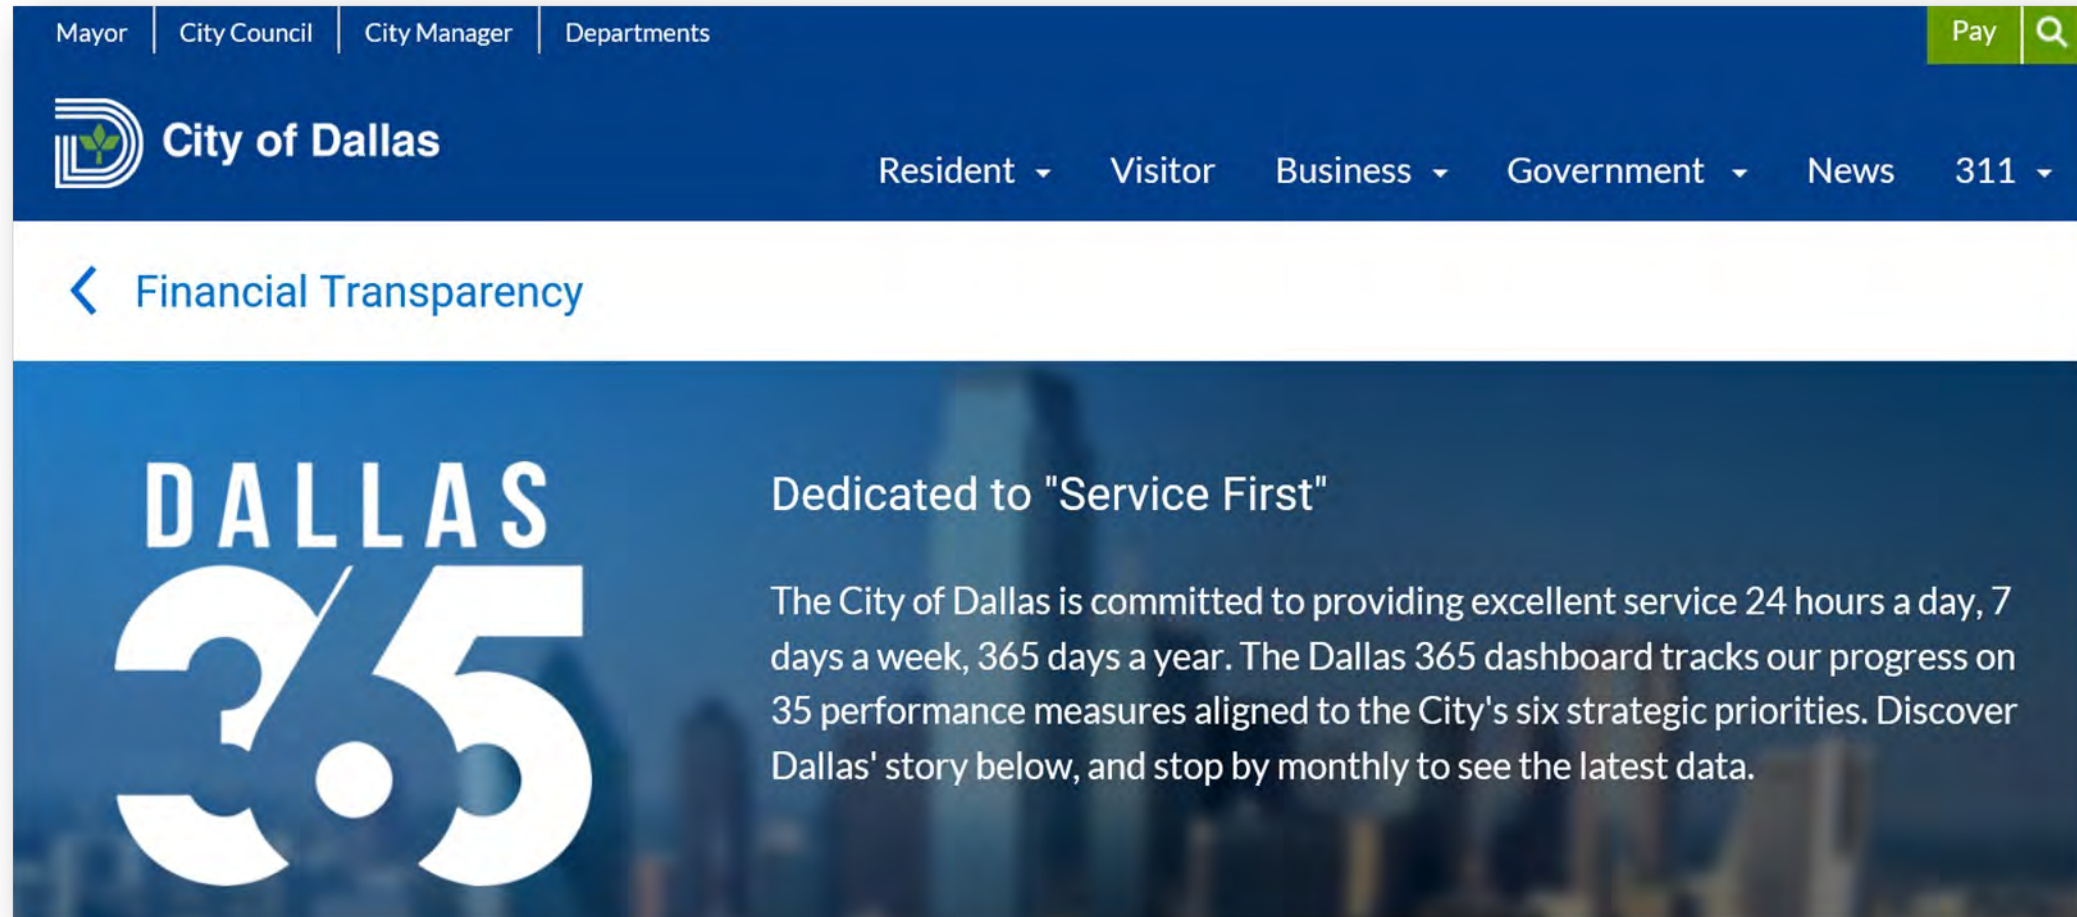 Mayor City Council City Manager Departments Pay
City of Dallas
Resident Visitor Business Government News 311
Financial Transparency
DALLAS
365
Dedicated to "Service First"
The City of Dallas is committed to providing excellent service 24 hours a day, 7
days a week, 365 days a year. The Dallas 365 dashboard tracks our progress on
35 performance measures aligned to the City's six strategic priorities. Discover
Dallas' story below, and stop by monthly to see the latest data.